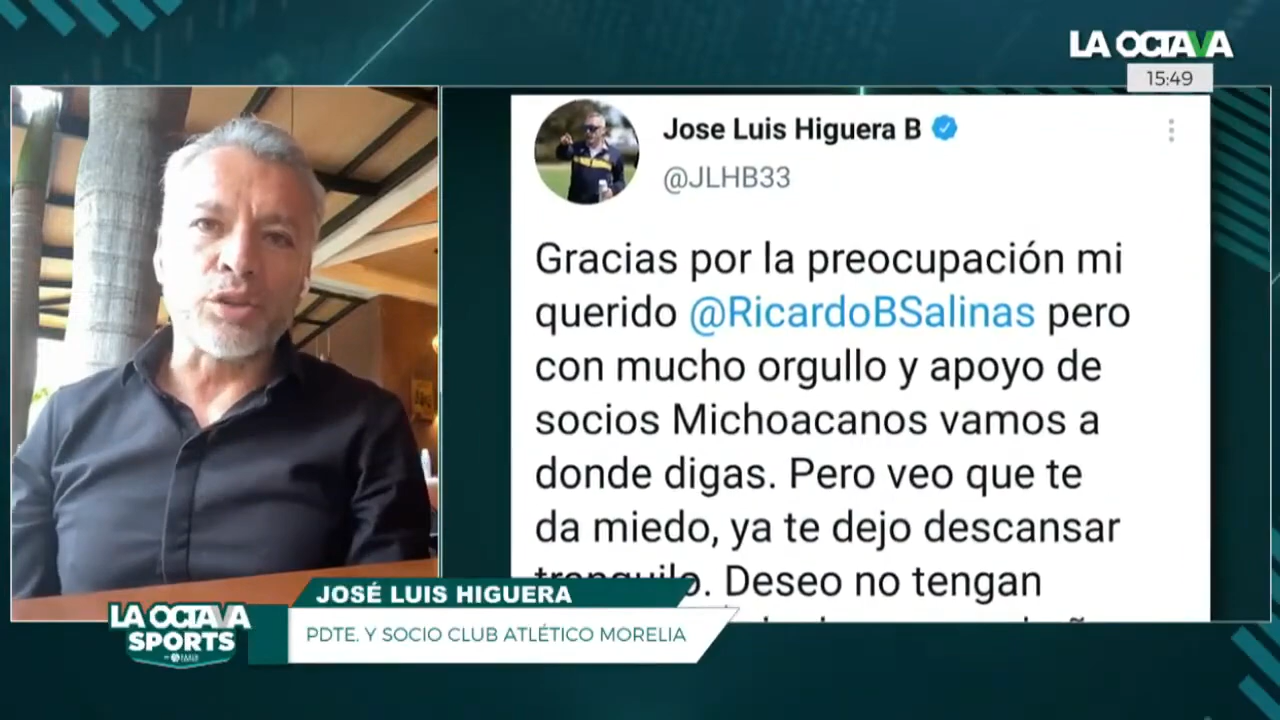 LA OCTAVA
15:49
Jose Luis Higuera B
@JLHB33
Gracias por la preocupación mi
querido @RicardoBSalinas pero
con mucho orgullo y apoyo de
socios Michoacanos vamos a
donde digas. Pero veo que te
da miedo, ya te dejo descansar
tranquilo. Deseo no tengan
JOSÉ LUIS HIGUERA
PDTE. Y SOCIO CLUB ATLÉTICO MORELIA
LA OCTAVA
SPORTS